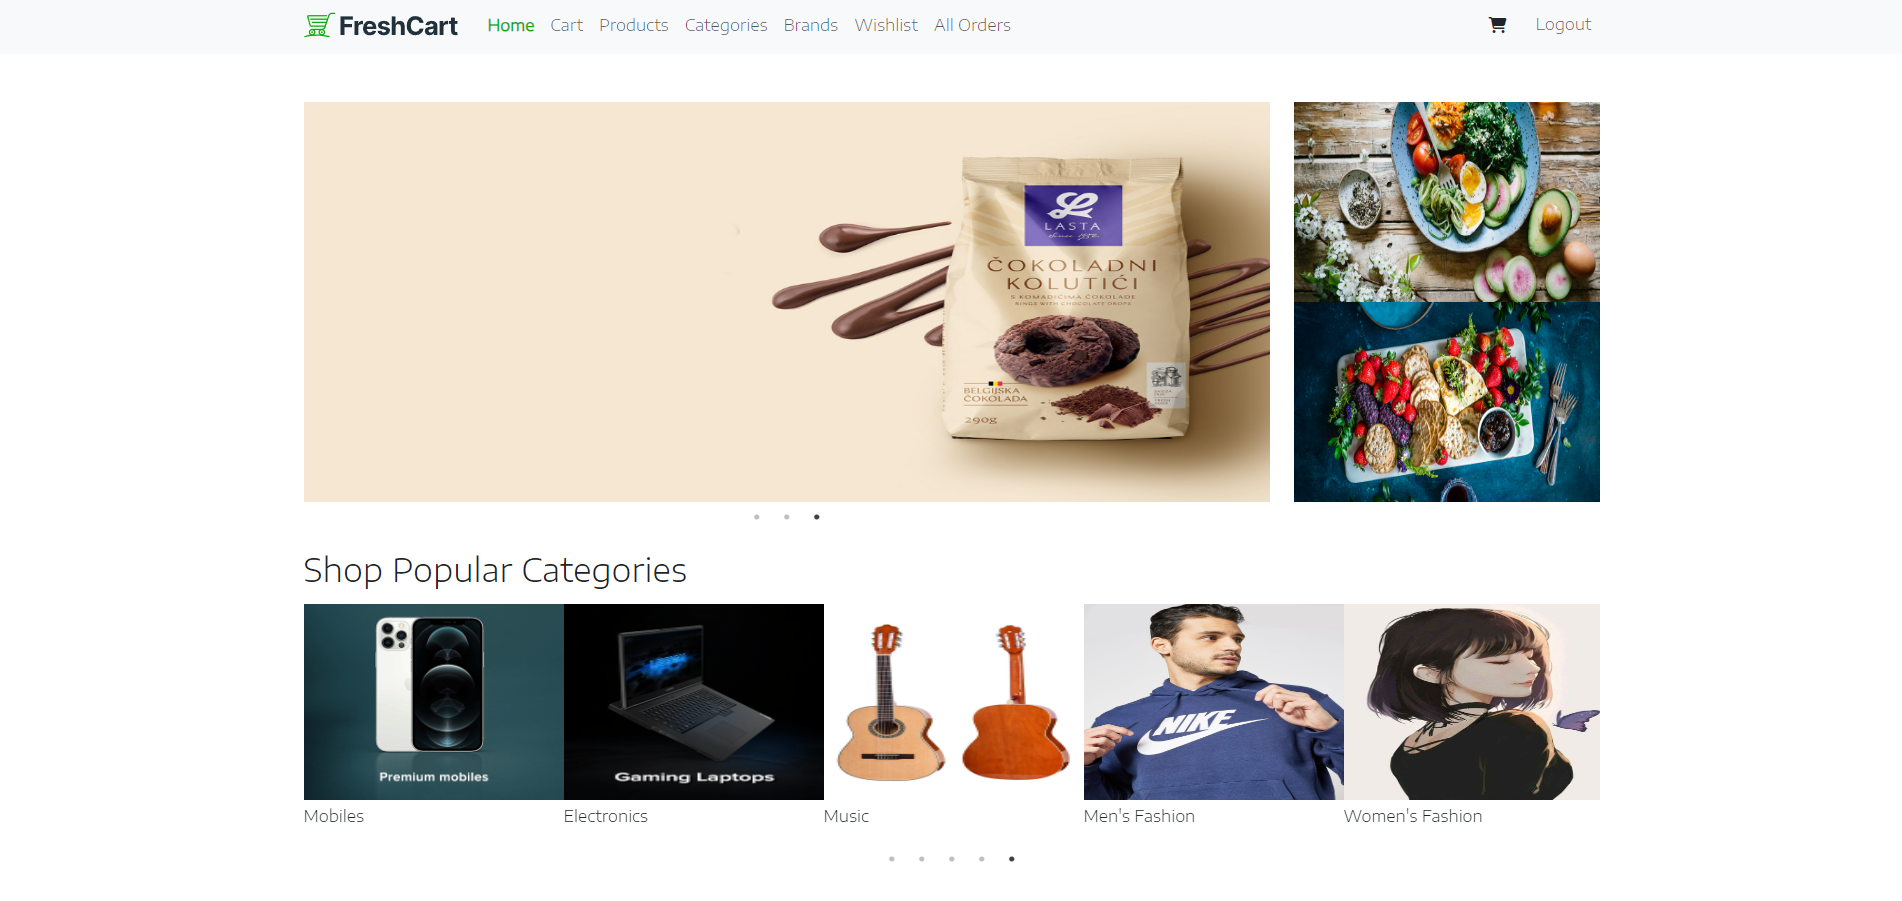 FreshCart Home Cart Products Categories Brands Wishlist All Orders Logout
LASTA
ČOKOLADNI
KOLUTIĆI
S KOMADIĆIMA ČOKOLADE
RINGS WITH CHOCOLATE DROPS
BELGIJSKA
ČOKOLADA
290g
Shop Popular Categories
Premium mobiles
Gaming Laptops
NIKE
Mobiles
Electronics
Music
Men's Fashion
Women's Fashion